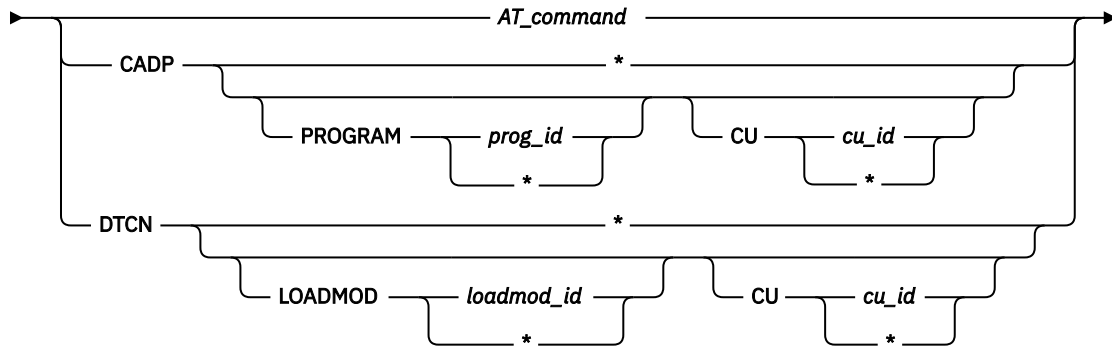 AT_command
CADP *
PROGRAM prog_id CU cu_id
* *
DTCN *
LOADMOD loadmod_id CU cu_id
* *